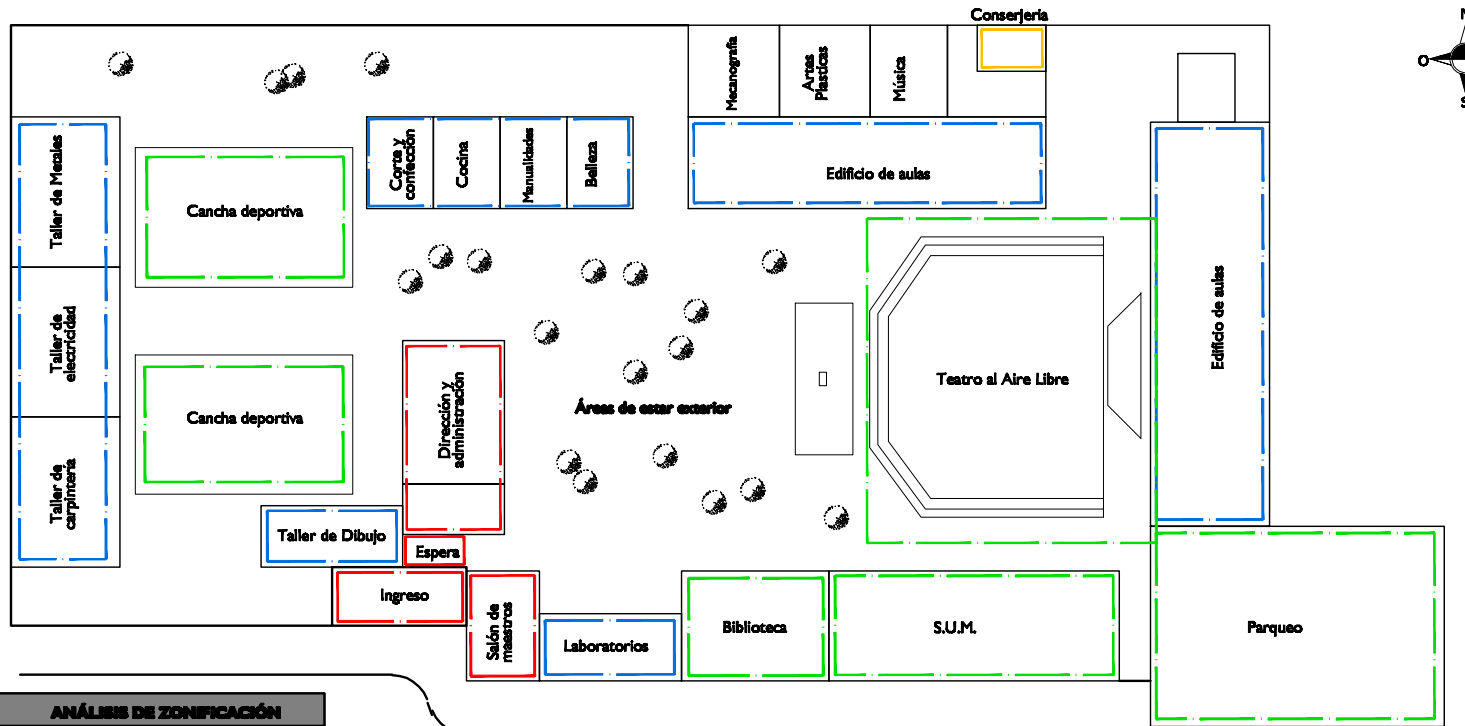 Conserjería
N
O
S
Mecanografía
Artes
Plasticas
Música
Taller de Metales
Corte y
confección
Cocina
Manualidades
Belleza
Edificio de aulas
Cancha deportiva
Taller de
electricidad
Edificio de aulas
Teatro al Aire Libre
Cancha deportiva
Dirección y
administración
Áreas de estar exterior
Taller de
carpintería
Taller de Dibujo
Espera
Ingreso
Salón de
maestros
Laboratorios
Biblioteca
S.U.M.
Parqueo
ANÁLISIS DE ZONIFICACIÓN